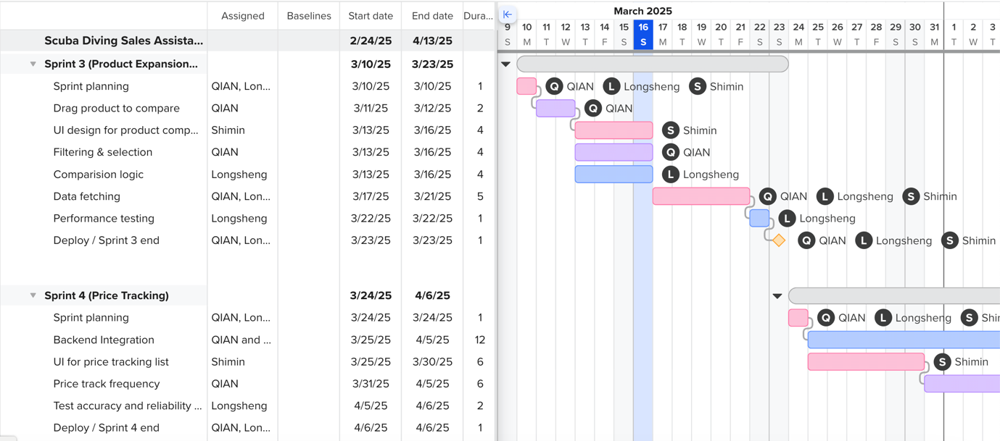 Assigned Baselines Start date End date Dura...
March 2025
9 10 11 12 13 14 15 16 17 18 19 20 21 22 23 24 25 26 27 28 29 30 31 1 2 3
S M T W T F S S M T W T F S S M T W T F S S M T W T
Scuba Diving Sales Assista... 2/24/25 4/13/25
Sprint 3 (Product Expansion... 3/10/25 3/23/25
Sprint planning QIAN, Lon... 3/10/25 3/10/25 1 Q QIAN L Longsheng S Shimin
Drag product to compare QIAN 3/11/25 3/12/25 2 Q QIAN
UI design for product comp... Shimin 3/13/25 3/16/25 4 S Shimin
Filtering & selection QIAN 3/13/25 3/16/25 4 Q QIAN
Comparision logic Longsheng 3/13/25 3/16/25 4 L Longsheng
Data fetching QIAN, Lon... 3/17/25 3/21/25 5 Q QIAN L Longsheng S Shimin
Performance testing Longsheng 3/22/25 3/22/25 1 L Longsheng
Deploy / Sprint 3 end QIAN, Lon... 3/23/25 3/23/25 1 Q QIAN L Longsheng S Shimin
Sprint 4 (Price Tracking) 3/24/25 4/6/25
Sprint planning QIAN, Lon... 3/24/25 3/24/25 1 Q QIAN L Longsheng S Shi
Backend Integration QIAN and ... 3/25/25 4/5/25 12
UI for price tracking list Shimin 3/25/25 3/30/25 6 S Shimin
Price track frequency QIAN 3/31/25 4/5/25 6
Test accuracy and reliability ... Longsheng 4/5/25 4/6/25 2
Deploy / Sprint 4 end QIAN, Lon... 4/6/25 4/6/25 1